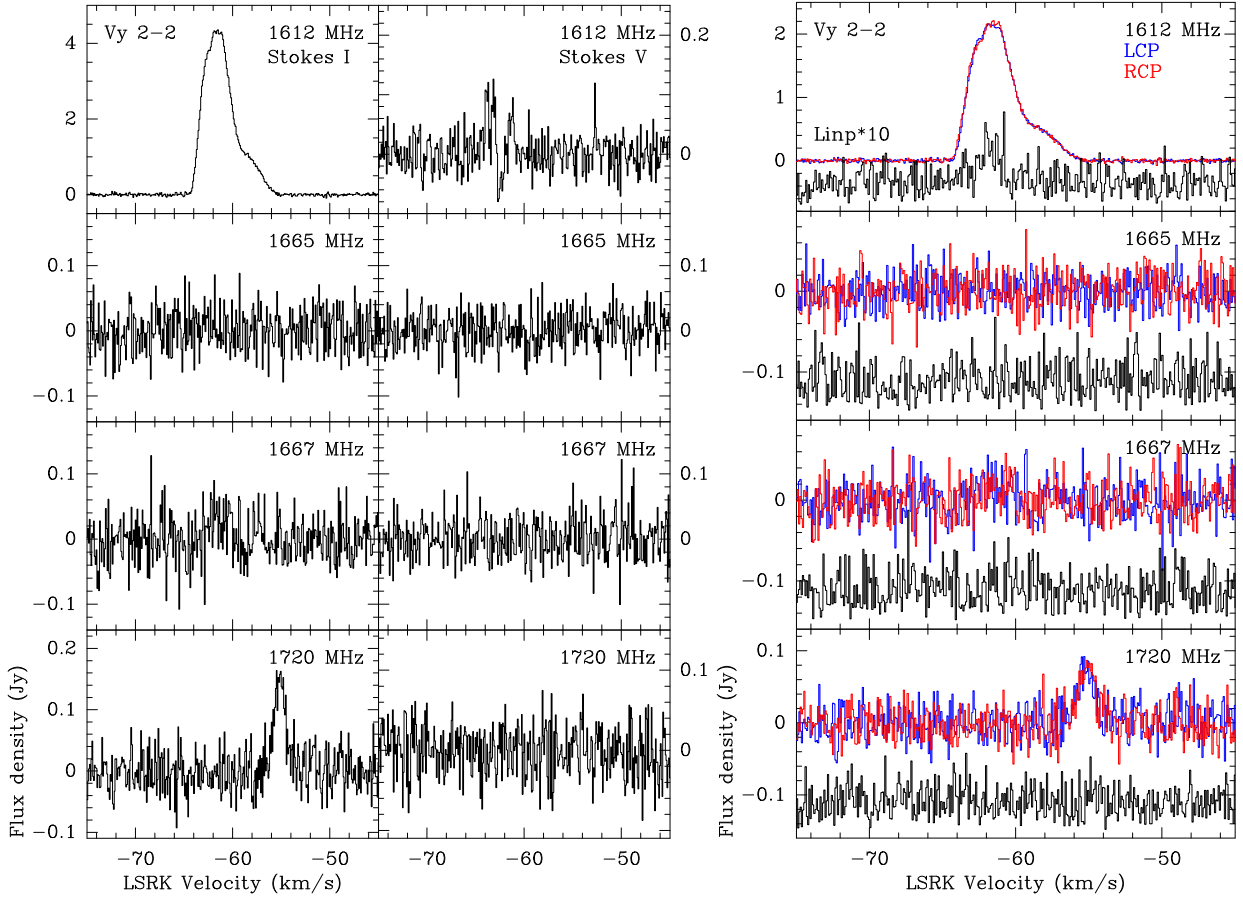 Vy 2−2
1612 MHz
Stokes I
4
2
0
1612 MHz
Stokes V
0.2
0
1665 MHz
0.1
0
−0.1
1665 MHz
0.1
0
1667 MHz
0.1
0
−0.1
1667 MHz
0.1
0
1720 MHz
0.2
0.1
0
−0.1
1720 MHz
0.1
0
Flux density (Jy)
−70 −60 −50
−70 −60 −50
LSRK Velocity (km/s)
LSRK Velocity (km/s)
Vy 2−2
1612 MHz
LCP
RCP
Linp*10
2
1
0
1665 MHz
0
−0.1
1667 MHz
0
−0.1
1720 MHz
0.1
0
−0.1
Flux density (Jy)
−70 −60 −50
LSRK Velocity (km/s)